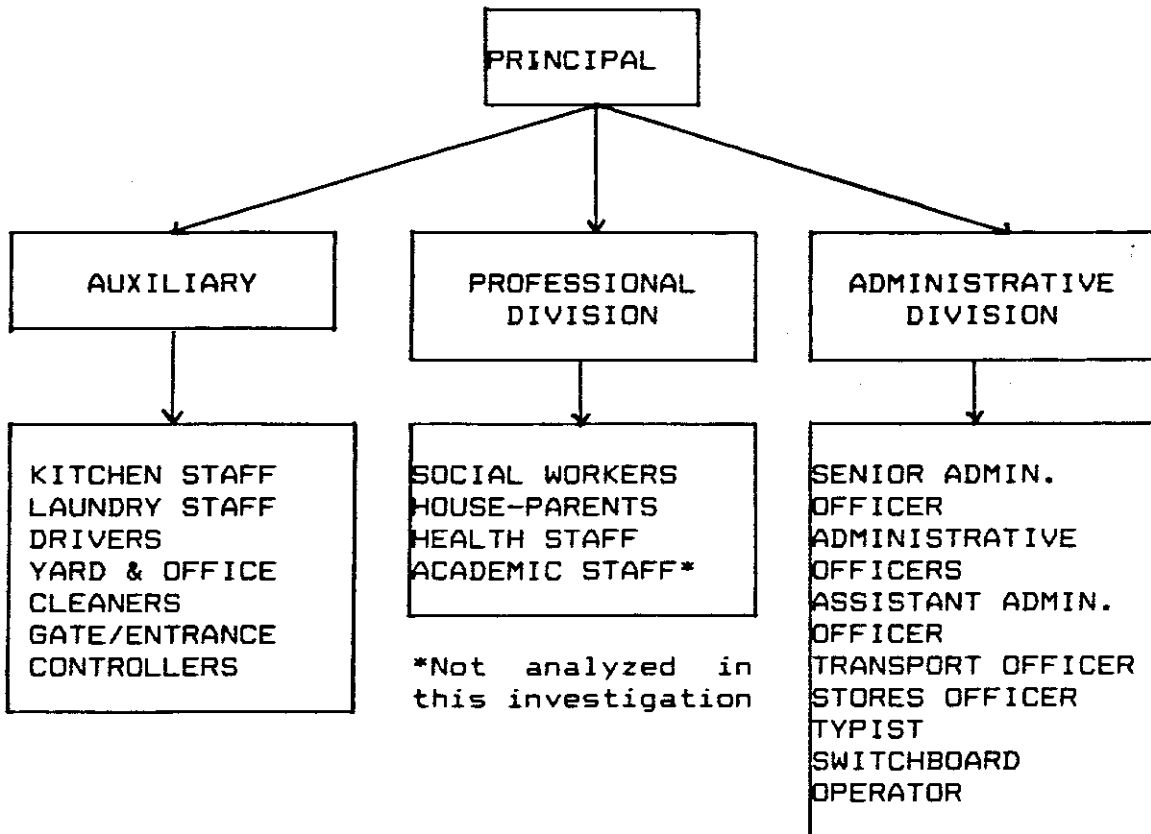 PRINCIPAL
AUXILIARY
PROFESSIONAL
DIVISION
ADMINISTRATIVE
DIVISION
KITCHEN STAFF
LAUNDRY STAFF
DRIVERS
YARD & OFFICE
CLEANERS
GATE/ENTRANCE
CONTROLLERS
SOCIAL WORKERS
HOUSE-PARENTS
HEALTH STAFF
ACADEMIC STAFF*
*Not analyzed in
this investigation
SENIOR ADMIN.
OFFICER
ADMINISTRATIVE
OFFICERS
ASSISTANT ADMIN.
OFFICER
TRANSPORT OFFICER
STORES OFFICER
TYPIST
SWITCHBOARD
OPERATOR